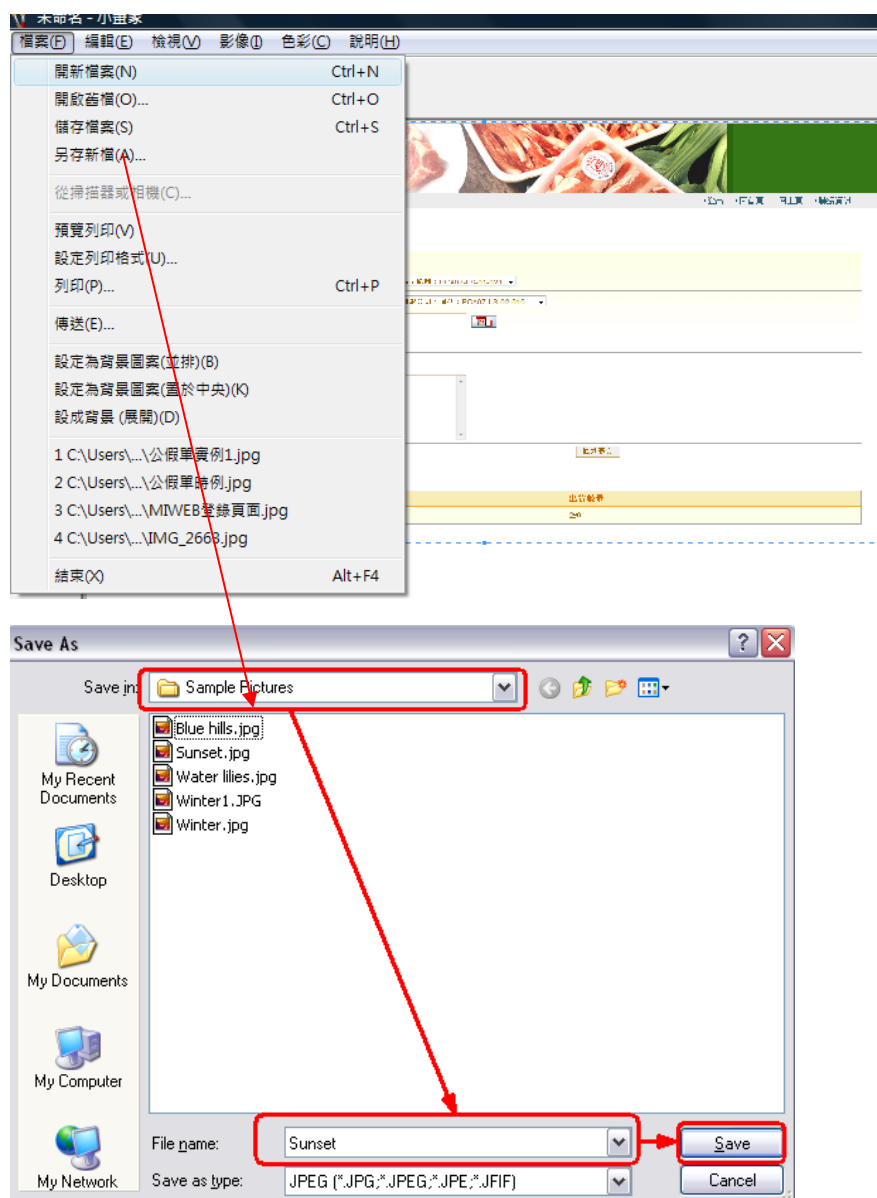 未命名 - 小畫家
檔案(F) 編輯(E) 檢視(V) 影像(I) 色彩(C) 說明(H)
開新檔案(N) Ctrl+N
開啟舊檔(O)... Ctrl+O
儲存檔案(S) Ctrl+S
另存新檔(A)...
從掃描器或相機(C)...
預覽列印(V)
設定列印格式(U)...
列印(P)... Ctrl+P
傳送(E)...
設定為背景圖案(並排)(B)
設定為背景圖案(置於中央)(K)
設成背景 (展開)(D)
1 C:\Users\...\公假單實例1.jpg
2 C:\Users\...\公假單時例.jpg
3 C:\Users\...\MIWEB登錄頁面.jpg
4 C:\Users\...\IMG_2663.jpg
結束(X) Alt+F4
Save As
Save in: Sample Pictures
Blue hills.jpg
Sunset.jpg
Water lilies.jpg
Winter1.JPG
Winter.jpg
My Recent
Documents
Desktop
My Documents
My Computer
My Network
File name: Sunset Save
Save as type: JPEG (*.JPG;*.JPEG;*.JPE;*.JFIF) Cancel